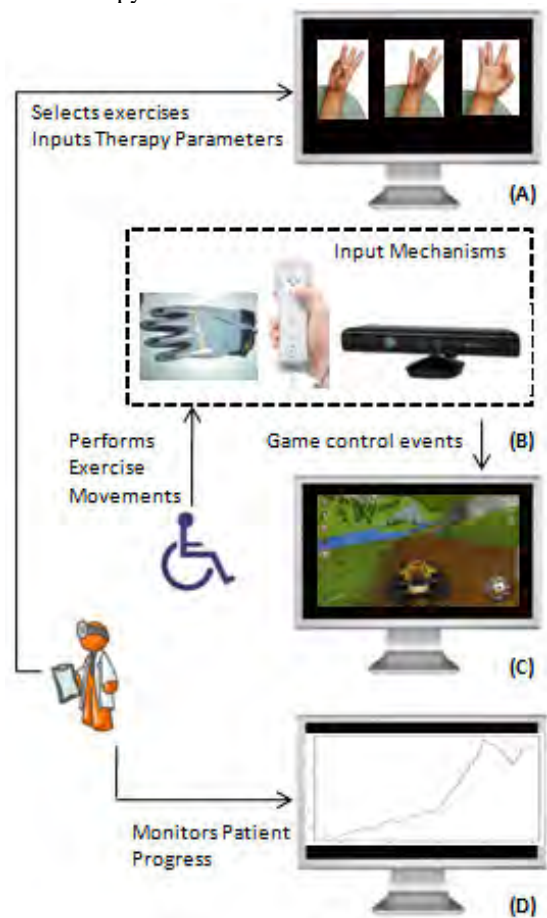 Selects exercises
Inputs Therapy Parameters
(A)
Input Mechanisms
Performs
Exercise
Movements
Game control events
(B)
(C)
Monitors Patient
Progress
(D)